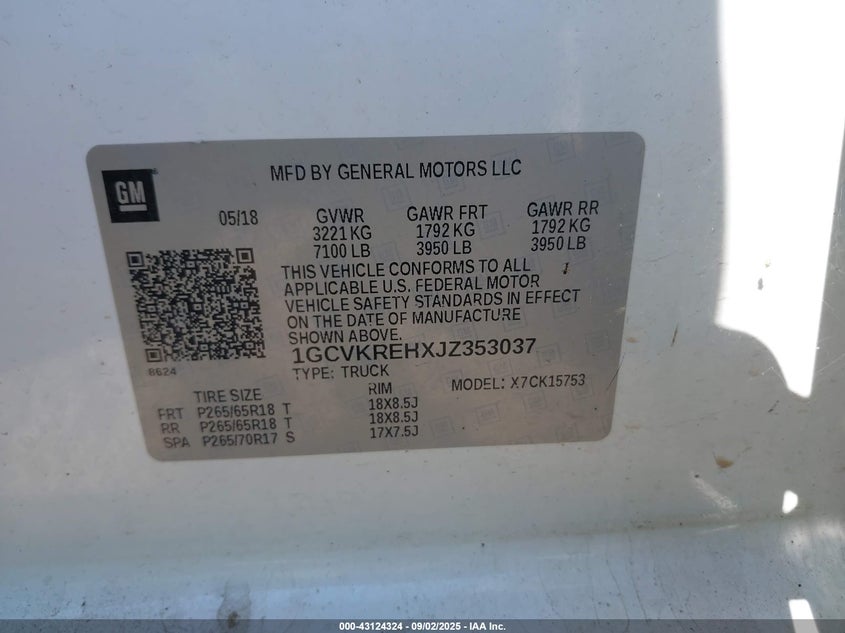 GM
MFD BY GENERAL MOTORS LLC
05/18 GVWR GAWR FRT GAWR RR
3221 KG 1792 KG 1792 KG
7100 LB 3950 LB 3950 LB
THIS VEHICLE CONFORMS TO ALL
APPLICABLE U.S. FEDERAL MOTOR
VEHICLE SAFETY STANDARDS IN EFFECT
ON THE DATE OF MANUFACTURE
SHOWN ABOVE.
1GCVKREHXJZ353037
8624
TYPE: TRUCK MODEL: X7CK15753
TIRE SIZE RIM
FRT P265/65R18 T 18X8.5J
RR P265/65R18 T 18X8.5J
SPA P265/70R17 S 17X7.5J
000-43124324 - 09/02/2025 - IAA Inc.